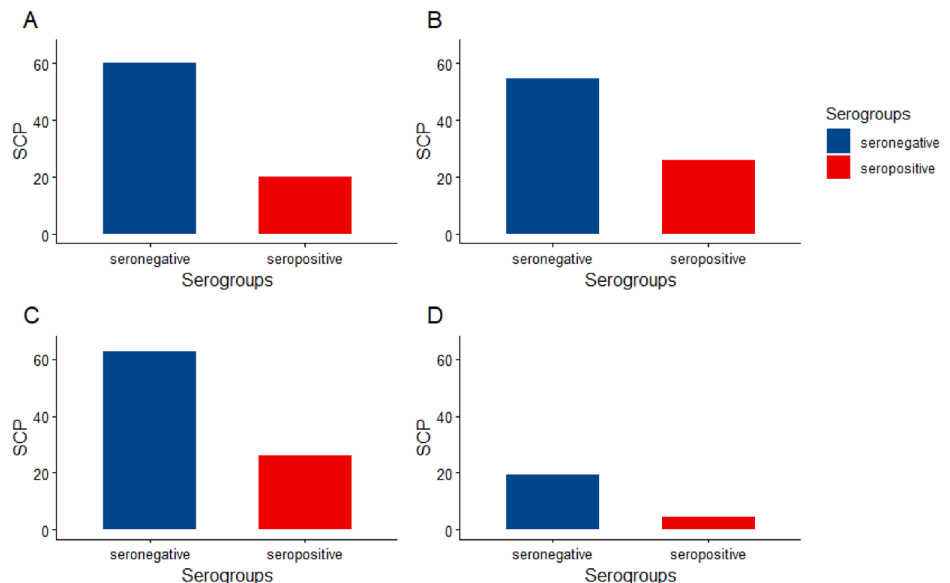 A
SCP
60
40
20
0
seronegative seropositive
Serogroups
B
SCP
60
40
20
0
seronegative seropositive
Serogroups
Serogroups
seronegative
seropositive
C
SCP
60
40
20
0
seronegative seropositive
Serogroups
D
SCP
60
40
20
0
seronegative seropositive
Serogroups